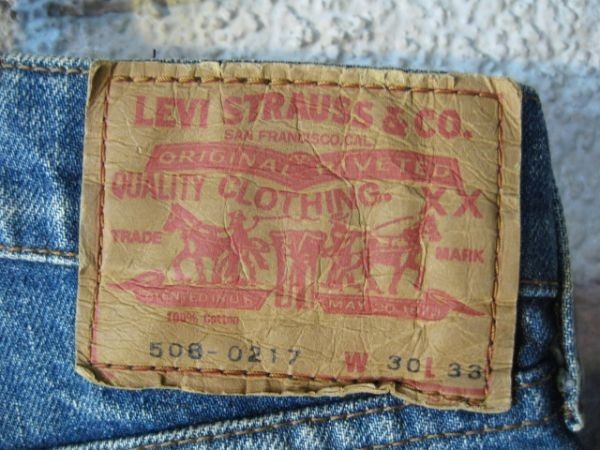 LEVI STRAUSS & CO.
SAN FRANCISCO,CAL.
ORIGINAL RIVETED
QUALITY CLOTHING. XX
TRADE MARK
MAY
100% Cotton
508-0217 W 30 L 33